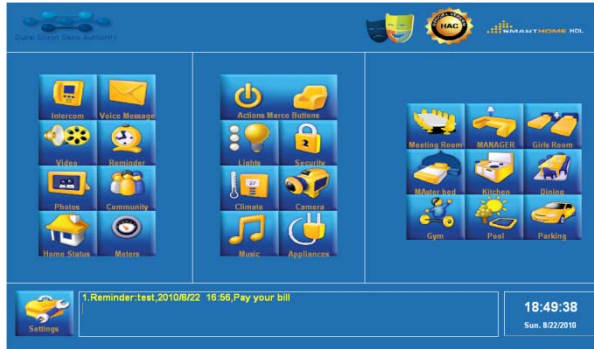 Dubai Silicon Oasis Authority
HAC
SMARTHOME HDL
Intercom
Voice Message
Video
Reminder
Photos
Community
Home Status
Meters
Actions Marco Buttons
Lights
Security
Climate
Camera
Music
Appliances
Meeting Room
MANAGER
Girls Room
MAster bed
Kitchen
Dining
Gym
Pool
Parking
Settings
1.Reminder:test,2010/8/22 16:56,Pay your bill
18:49:38
Sun. 8/22/2010